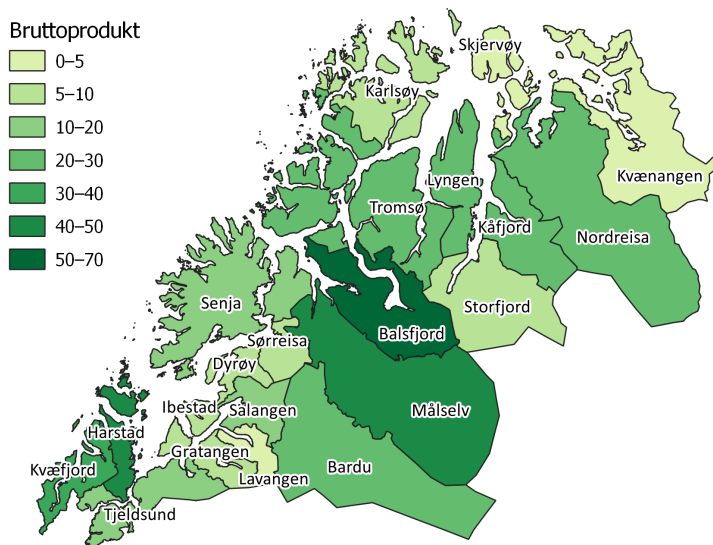 Bruttoprodukt
0–5
5–10
10–20
20–30
30–40
40–50
50–70
Skjervøy
Karlsøy
Kvænangen
Lyngen
Tromsø
Kåfjord
Nordreisa
Senja
Storfjord
Balsfjord
Sørreisa
Dyrøy
Ibestad
Salangen
Målselv
Harstad
Gratangen
Kvæfjord
Bardu
Lavangen
Tjeldsund